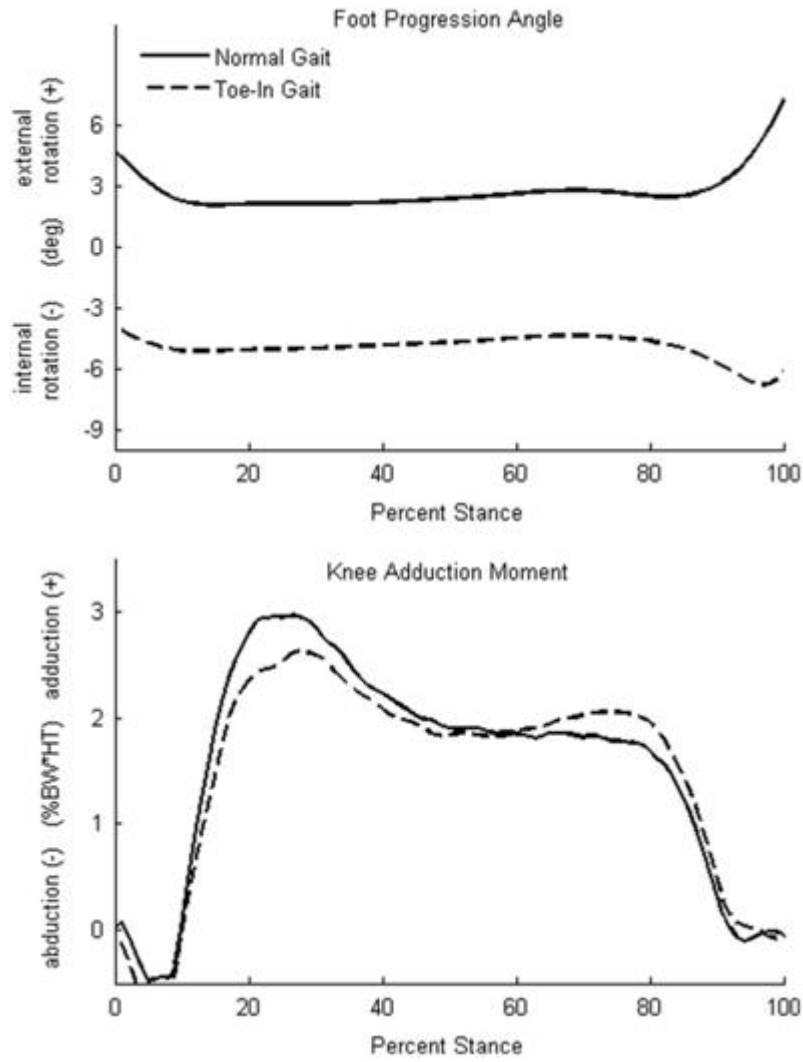 Foot Progression Angle
Normal Gait
Toe-In Gait
external
rotation (+)
(deg)
internal
rotation (-)
6
3
0
-3
-6
-9
0 20 40 60 80 100
Percent Stance
Knee Adduction Moment
adduction (+)
(%BW*HT)
abduction (-)
3
2
1
0
0 20 40 60 80 100
Percent Stance